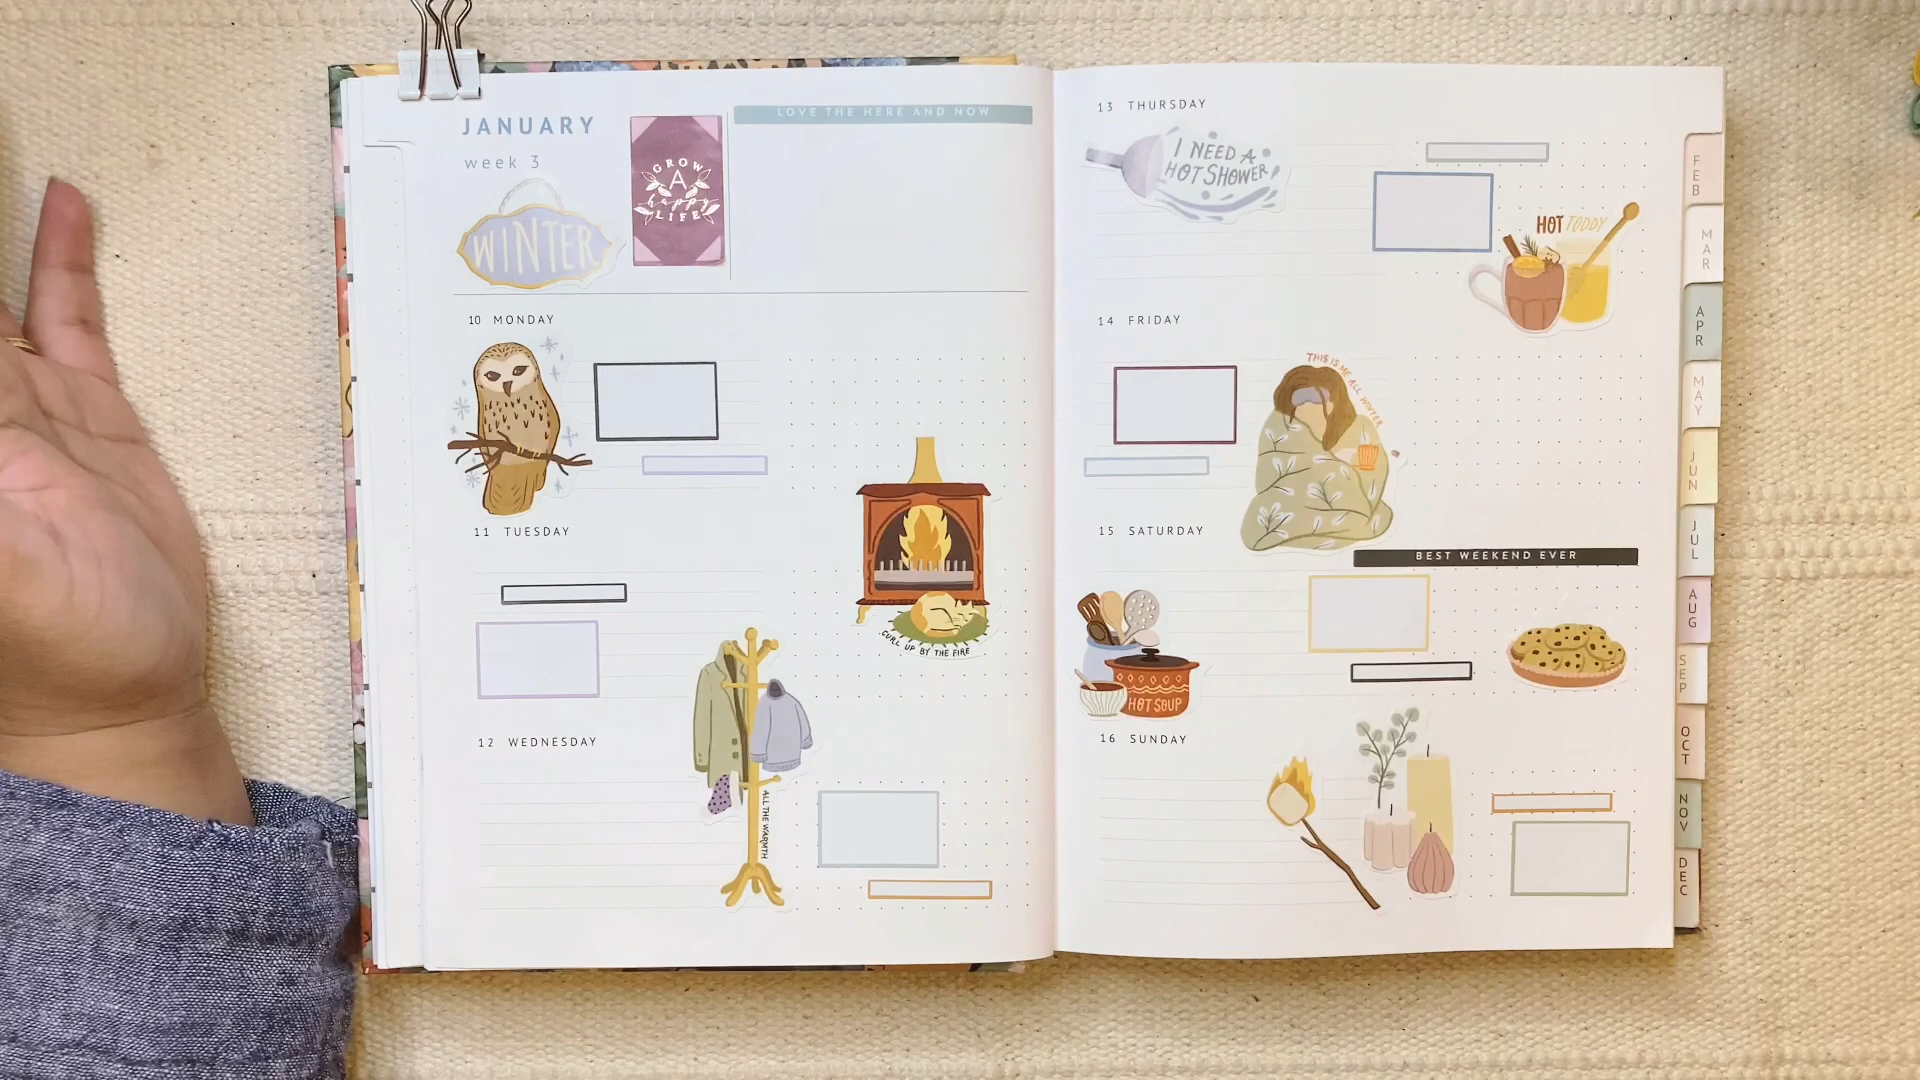 JANUARY
week 3
WINTER
GROW
A
happy
LIFE
LOVE THE HERE AND NOW
10 MONDAY
11 TUESDAY
CURL UP BY THE FIRE
12 WEDNESDAY
ALL THE WARMTH
13 THURSDAY
I NEED A
HOT SHOWER
HOT TODDY
14 FRIDAY
THIS IS ME ALL WINTER
15 SATURDAY
BEST WEEKEND EVER
HOT SOUP
16 SUNDAY
FEB
MAR
APR
MAY
JUN
JUL
AUG
SEP
OCT
NOV
DEC